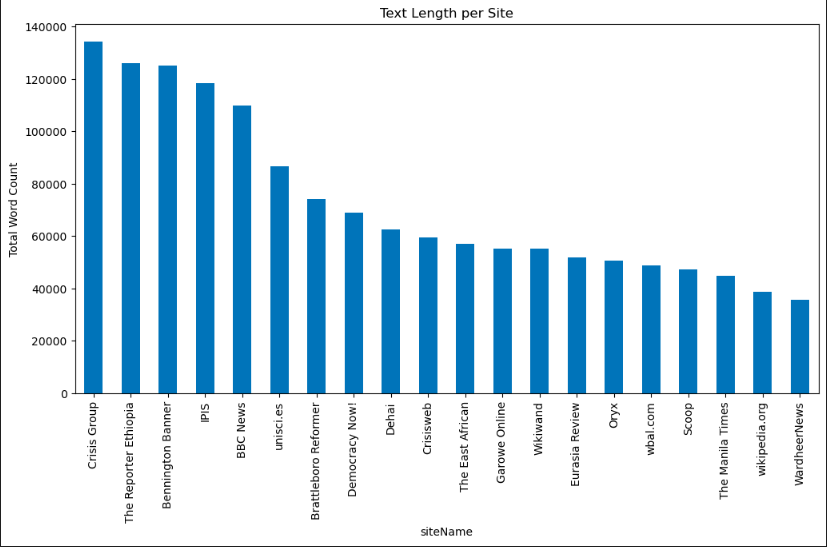 Text Length per Site
Total Word Count
140000
120000
100000
80000
60000
40000
20000
0
Crisis Group
The Reporter Ethiopia
Bennington Banner
IPIS
BBC News
unisci.es
Brattleboro Reformer
Democracy Now!
Dehai
Crisisweb
The East African
Garowe Online
Wikiwand
Eurasia Review
Oryx
wbal.com
Scoop
The Manila Times
wikipedia.org
WardheerNews
siteName